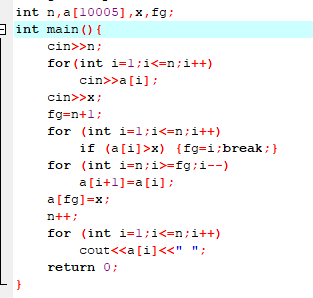 int n,a[10005],x,fg;
int main(){
cin>>n;
for(int i=1;i<=n;i++)
cin>>a[i];
cin>>x;
fg=n+1;
for (int i=1;i<=n;i++)
if (a[i]>x) {fg=i;break;}
for (int i=n;i>=fg;i--)
a[i+1]=a[i];
a[fg]=x;
n++;
for (int i=1;i<=n;i++)
cout<<a[i]<<" ";
return 0;
}